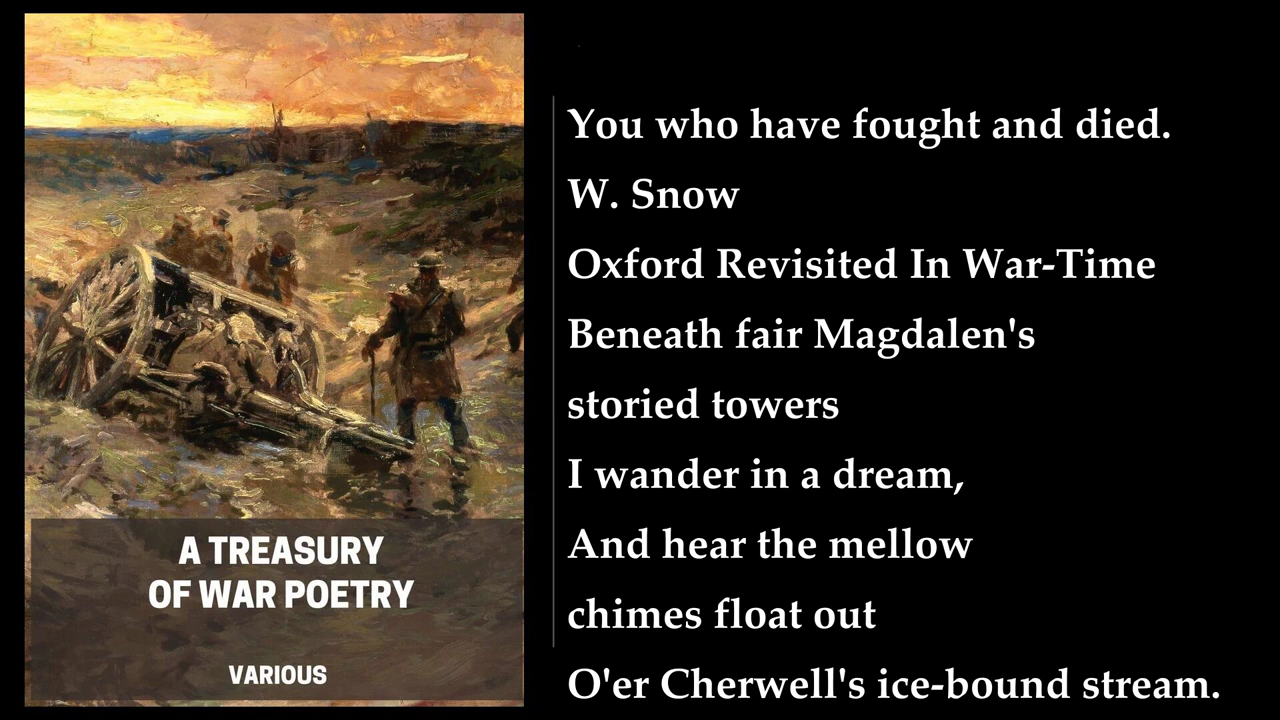 A TREASURY
OF WAR POETRY
VARIOUS
You who have fought and died.
W. Snow
Oxford Revisited In War-Time
Beneath fair Magdalen's
storied towers
I wander in a dream,
And hear the mellow
chimes float out
O'er Cherwell's ice-bound stream.